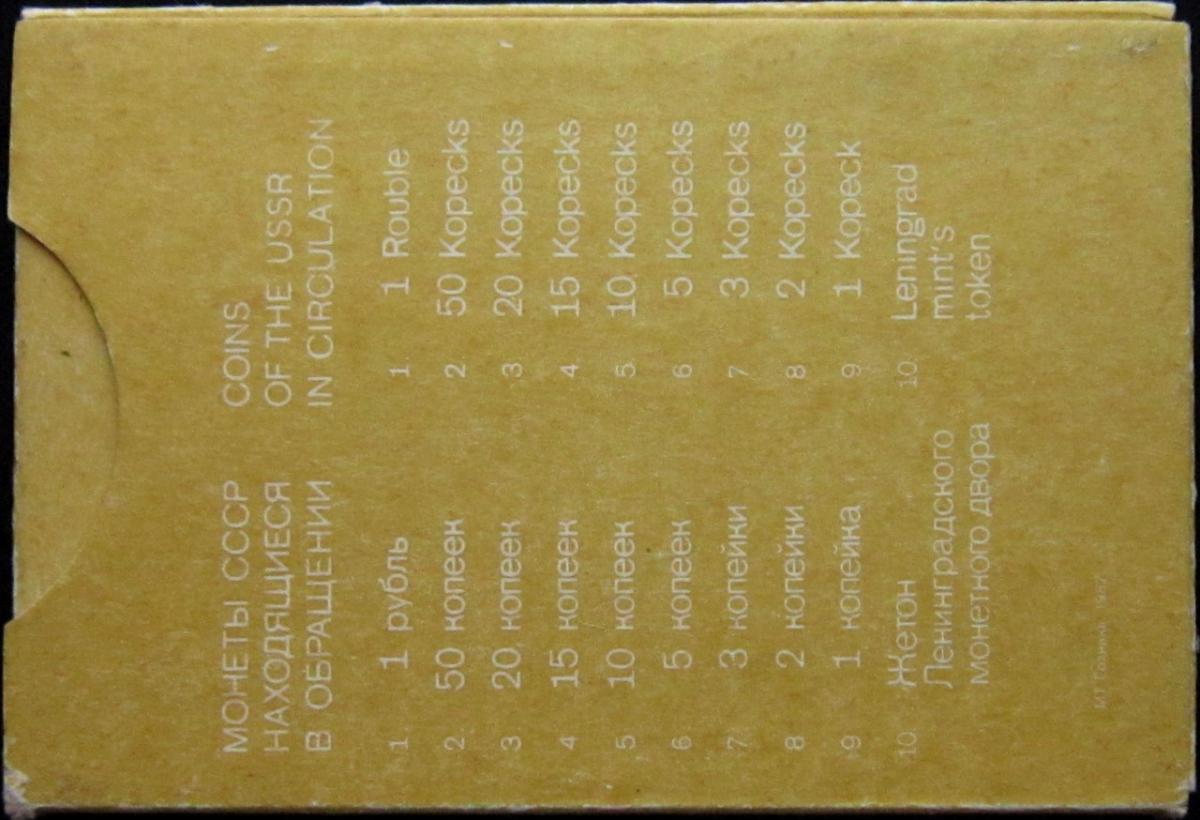 МОНЕТЫ СССР
НАХОДЯЩИЕСЯ
В ОБРАЩЕНИИ
1 1 рубль
2 50 копеек
3 20 копеек
4 15 копеек
5 10 копеек
6 5 копеек
7 3 копейки
8 2 копейки
9 1 копейка
10 Жетон
Ленинградского
монетного двора
COINS
OF THE USSR
IN CIRCULATION
1 1 Rouble
2 50 Kopecks
3 20 Kopecks
4 15 Kopecks
5 10 Kopecks
6 5 Kopecks
7 3 Kopecks
8 2 Kopecks
9 1 Kopeck
10 Leningrad
mint's
token